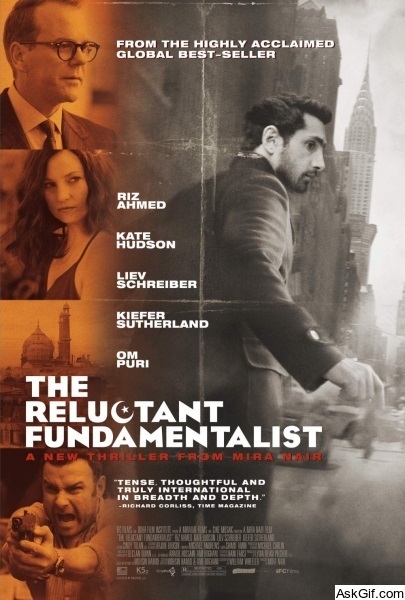 FROM THE HIGHLY ACCLAIMED
GLOBAL BEST-SELLER
RIZ
AHMED
KATE
HUDSON
LIEV
SCHREIBER
KIEFER
SUTHERLAND
OM
PURI
THE
RELUCTANT
FUNDAMENTALIST
A NEW THRILLER FROM MIRA NAIR
"TENSE, THOUGHTFUL AND
TRULY INTERNATIONAL
IN BREADTH AND DEPTH."
-RICHARD CORLISS, TIME MAGAZINE
IFC Films
AskGif.com